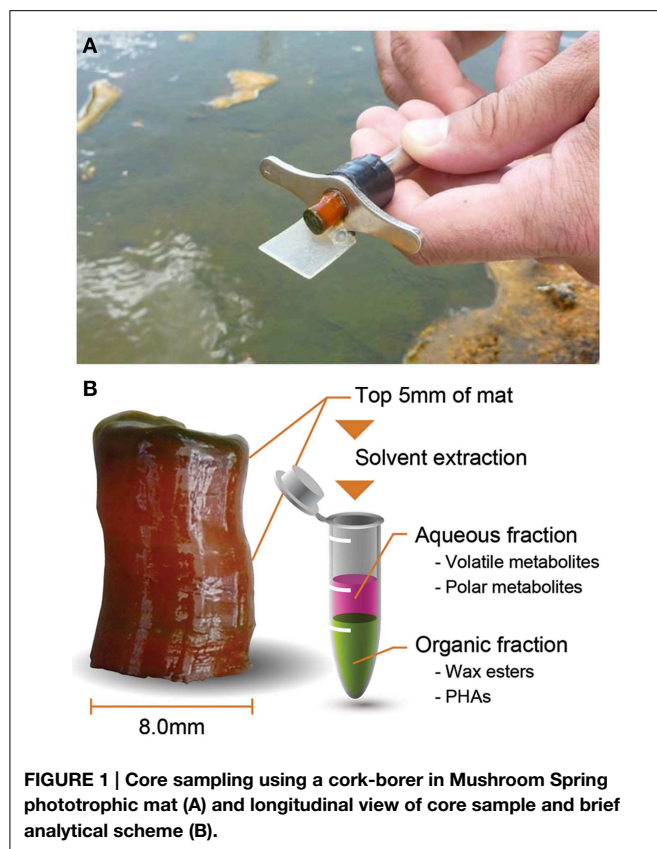 A
B
Top 5mm of mat
Solvent extraction
Aqueous fraction
- Volatile metabolites
- Polar metabolites
Organic fraction
- Wax esters
- PHAs
8.0mm
FIGURE 1 | Core sampling using a cork-borer in Mushroom Spring
phototrophic mat (A) and longitudinal view of core sample and brief
analytical scheme (B).